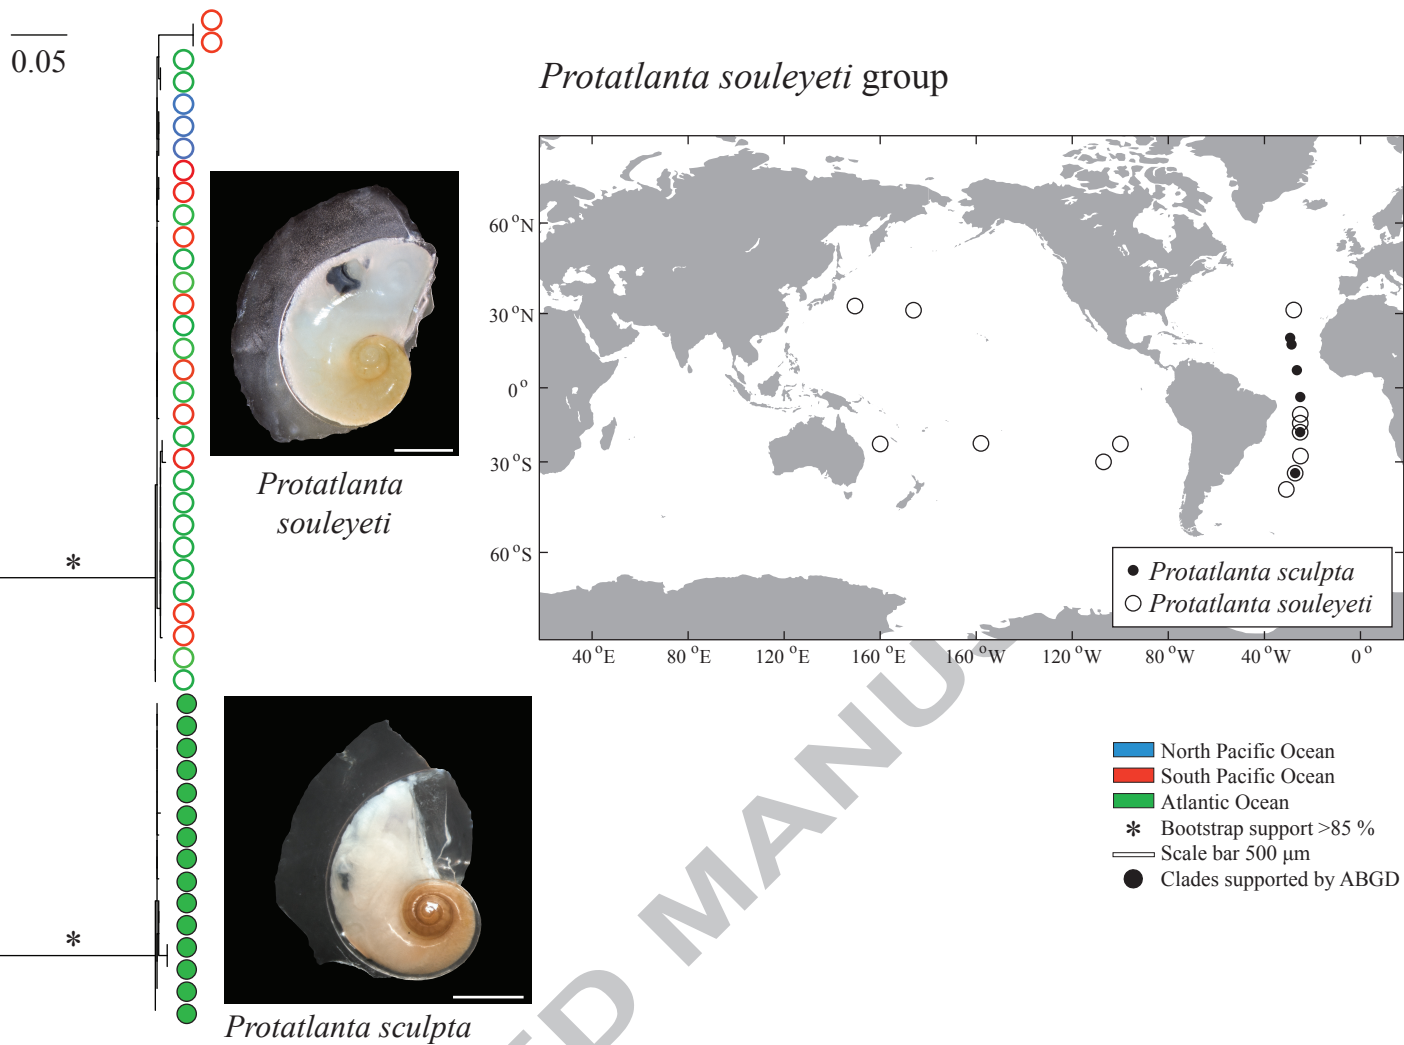 0.05
Protatlanta souleyeti group
60 °N
30 °N
0 °
30 °S
60 °S
40 °E 80 °E 120 °E 160 °E 160 °W 120 °W 80 °W 40 °W 0 °
Protatlanta sculpta
Protatlanta souleyeti
Protatlanta
souleyeti
*
*
Protatlanta sculpta
North Pacific Ocean
South Pacific Ocean
Atlantic Ocean
* Bootstrap support >85 %
Scale bar 500 µm
Clades supported by ABGD